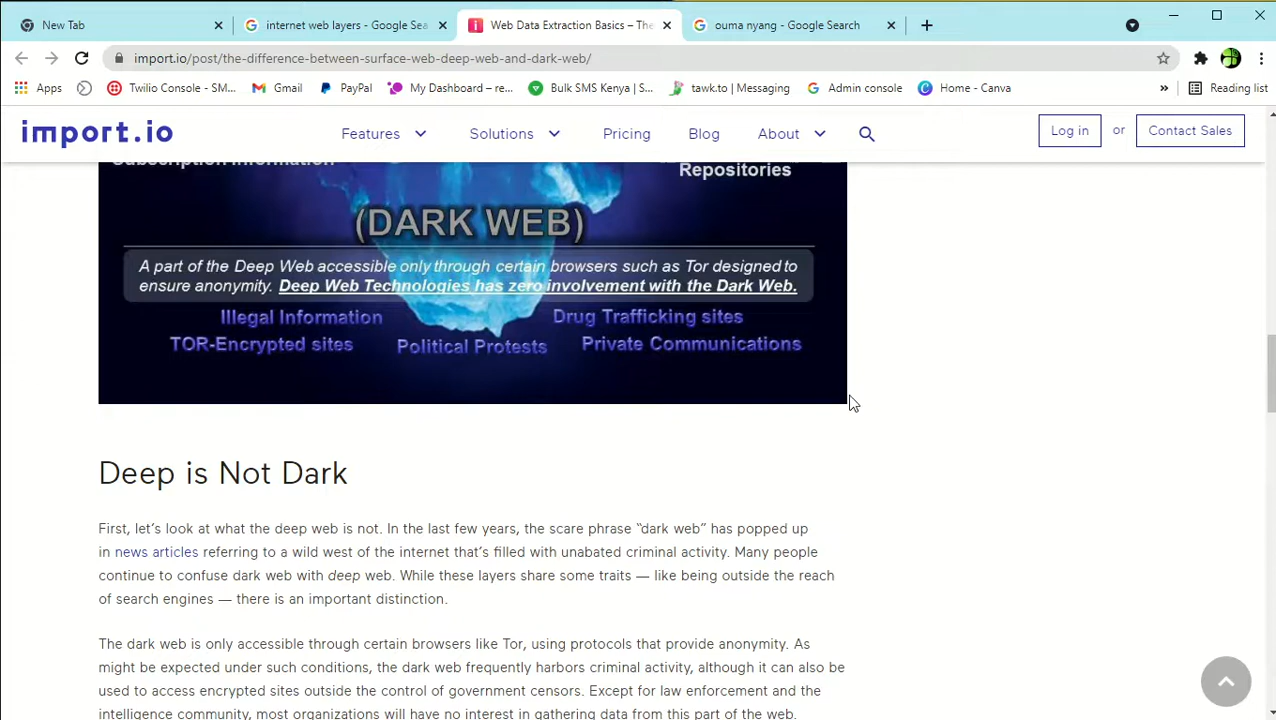 New Tab
internet web layers - Google Sea
Web Data Extraction Basics – The
ouma nyang - Google Search
import.io/post/the-difference-between-surface-web-deep-web-and-dark-web/
Apps
Twilio Console - SM...
Gmail
PayPal
My Dashboard – re...
Bulk SMS Kenya | S...
tawk.to | Messaging
Admin console
Home - Canva
»
Reading list
import.io
Features
Solutions
Pricing
Blog
About
Log in
or
Contact Sales
Subscription Information
Repositories
(DARK WEB)
A part of the Deep Web accessible only through certain browsers such as Tor designed to
ensure anonymity. Deep Web Technologies has zero involvement with the Dark Web.
Illegal Information
Drug Trafficking sites
TOR-Encrypted sites
Political Protests
Private Communications
Deep is Not Dark
First, let's look at what the deep web is not. In the last few years, the scare phrase “dark web” has popped up
in news articles referring to a wild west of the internet that's filled with unabated criminal activity. Many people
continue to confuse dark web with deep web. While these layers share some traits — like being outside the reach
of search engines — there is an important distinction.
The dark web is only accessible through certain browsers like Tor, using protocols that provide anonymity. As
might be expected under such conditions, the dark web frequently harbors criminal activity, although it can also be
used to access encrypted sites outside the control of government censors. Except for law enforcement and the
intelligence community, most organizations will have no interest in gathering data from this part of the web.